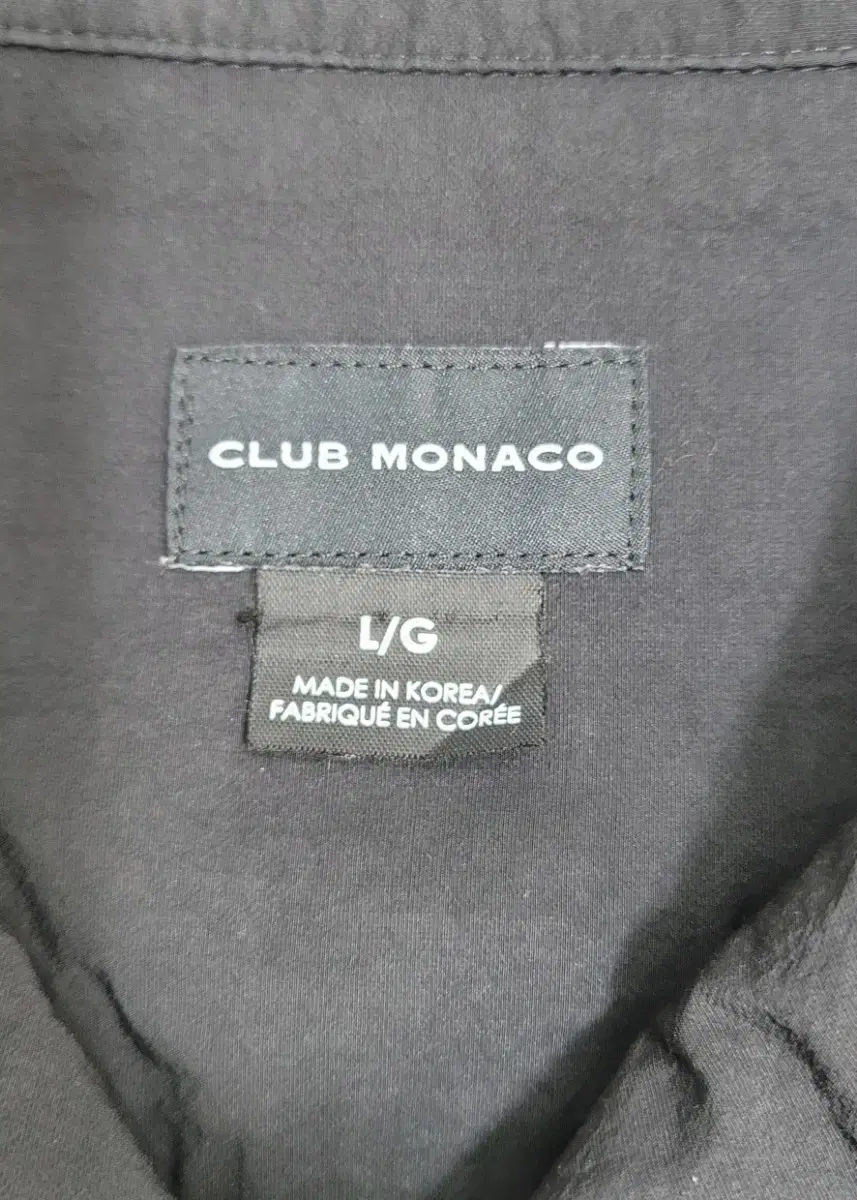 CLUB MONACO
L/G
MADE IN KOREA/
FABRIQUÉ EN CORÉE